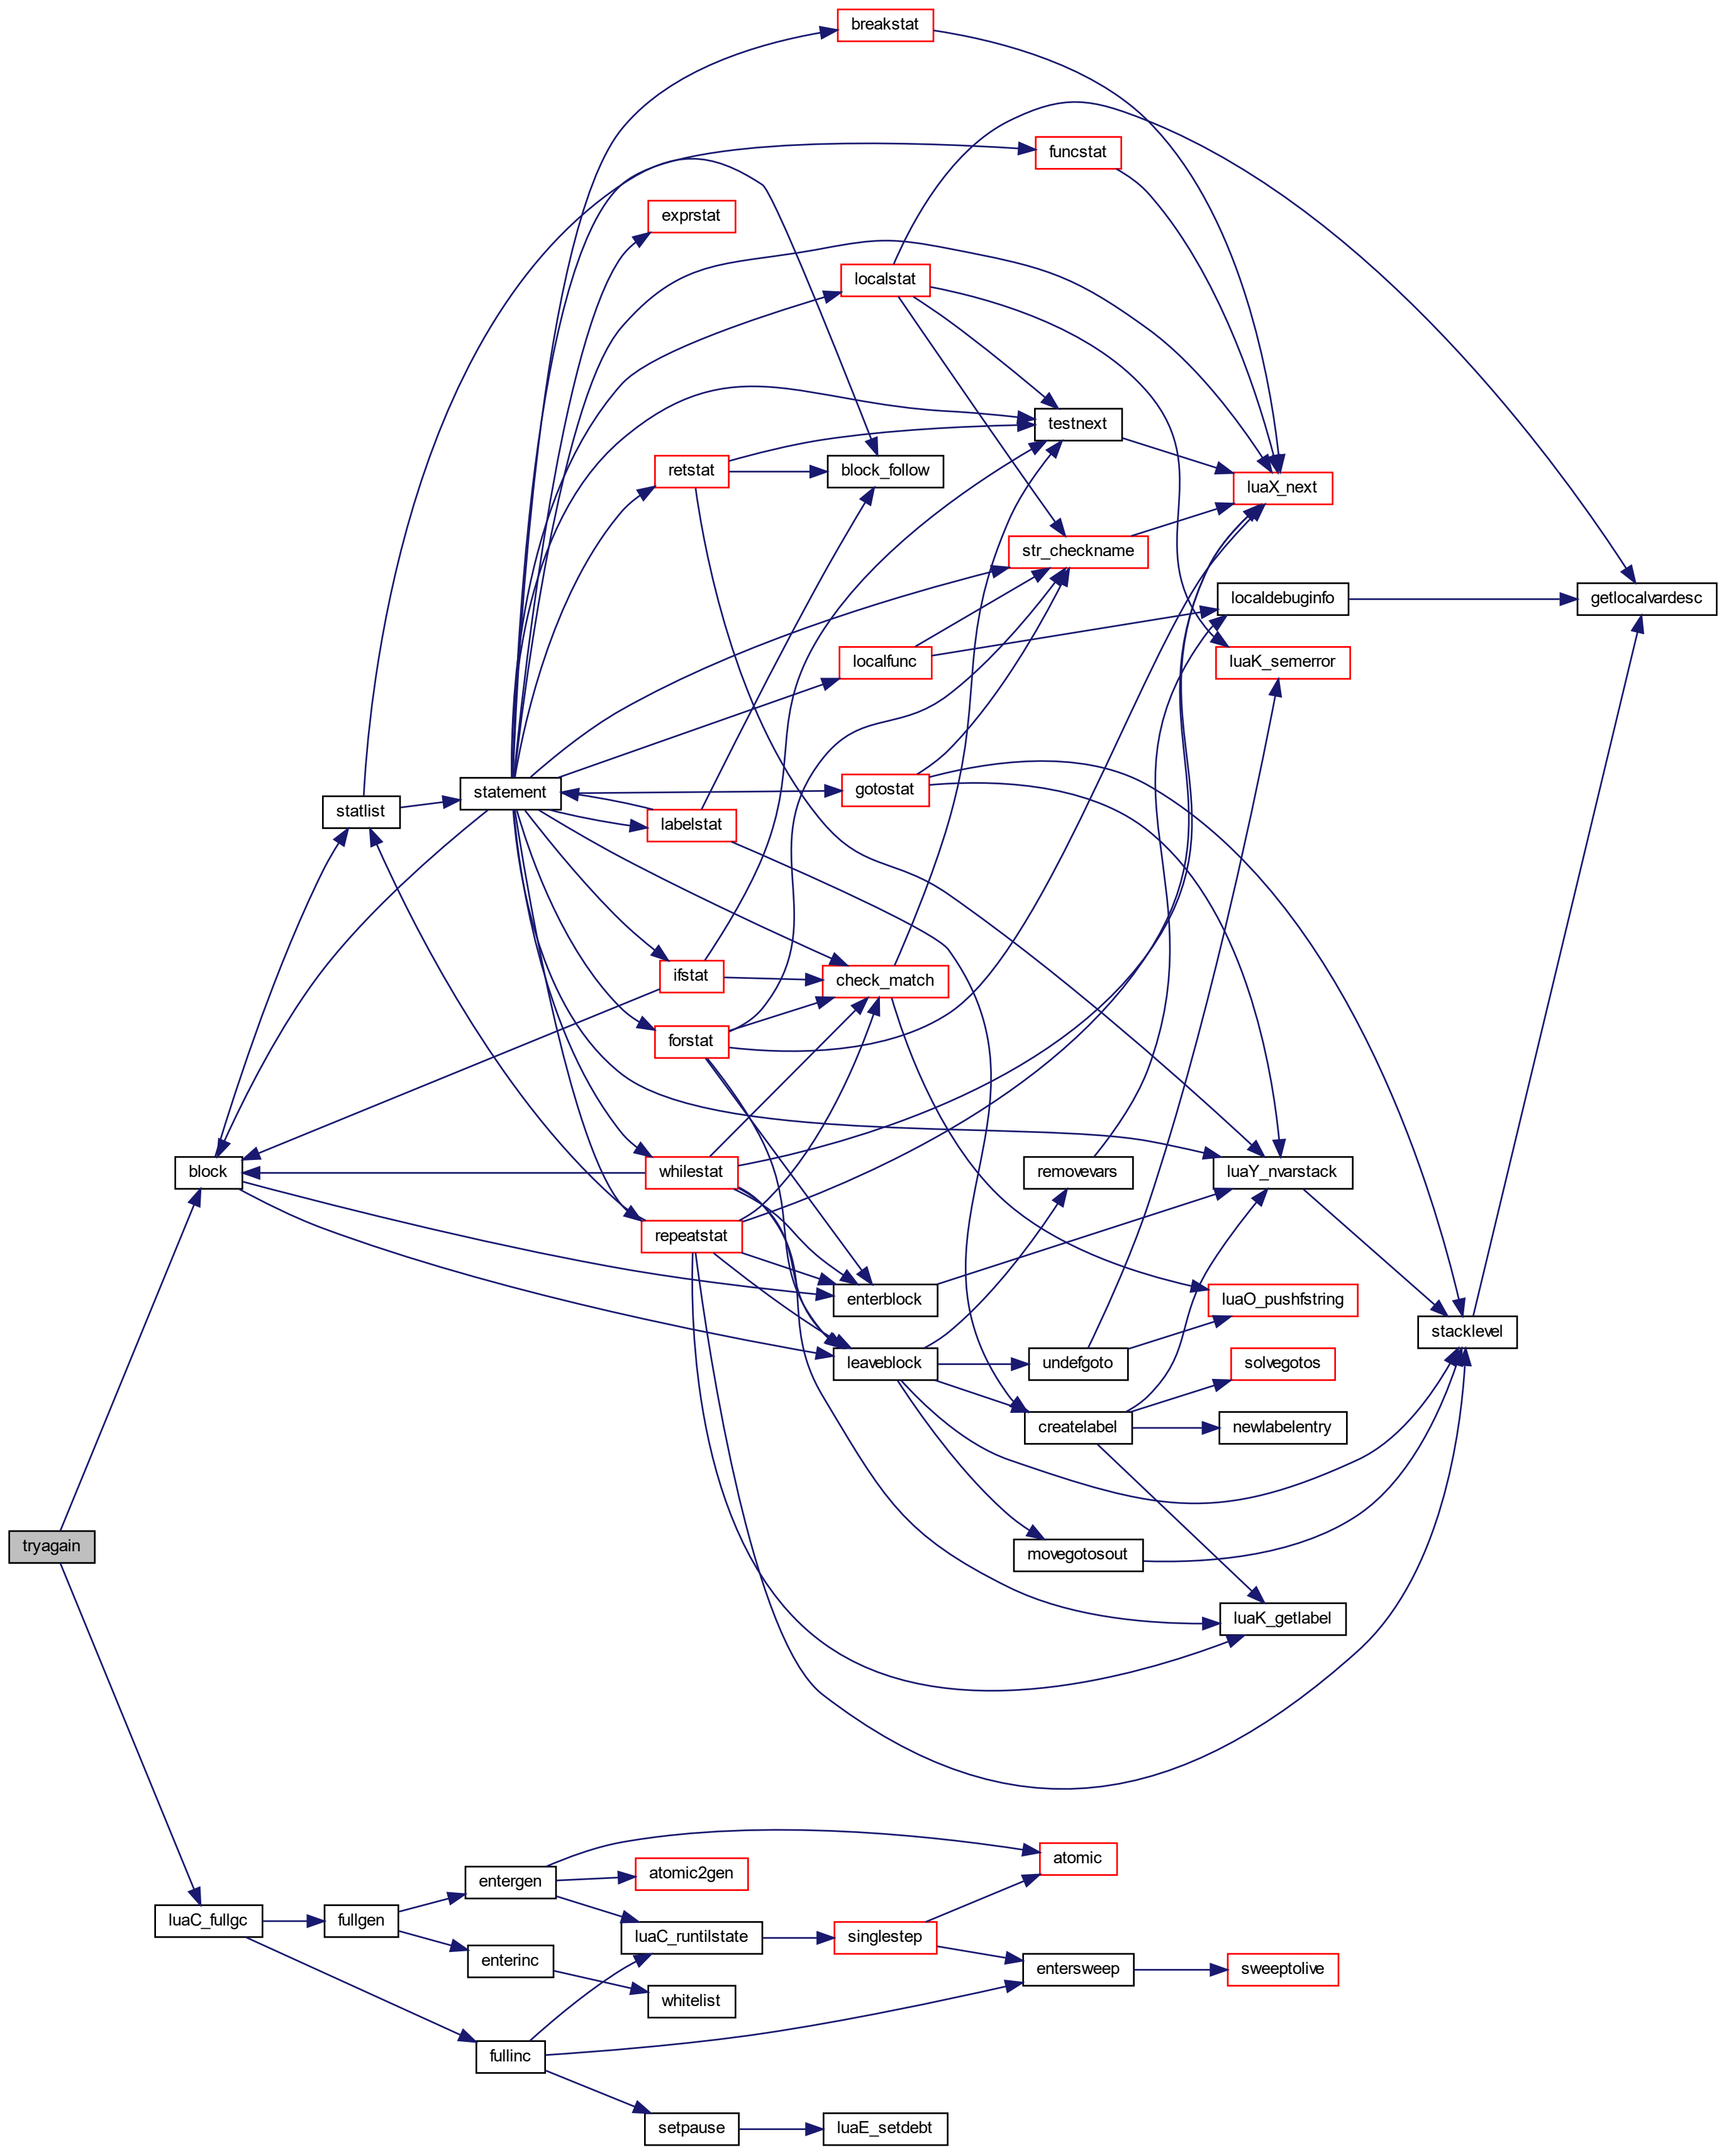 breakstat
funcstat
exprstat
localstat
testnext
retstat
block_follow
luaX_next
str_checkname
localdebuginfo
getlocalvardesc
localfunc
luaK_semerror
statement
gotostat
statlist
labelstat
ifstat
check_match
forstat
block
whilestat
removevars
luaY_nvarstack
repeatstat
enterblock
luaO_pushfstring
stacklevel
leaveblock
undefgoto
solvegotos
createlabel
newlabelentry
tryagain
movegotosout
luaK_getlabel
atomic
entergen
atomic2gen
luaC_fullgc
fullgen
luaC_runtilstate
singlestep
enterinc
entersweep
sweeptolive
whitelist
fullinc
setpause
luaE_setdebt